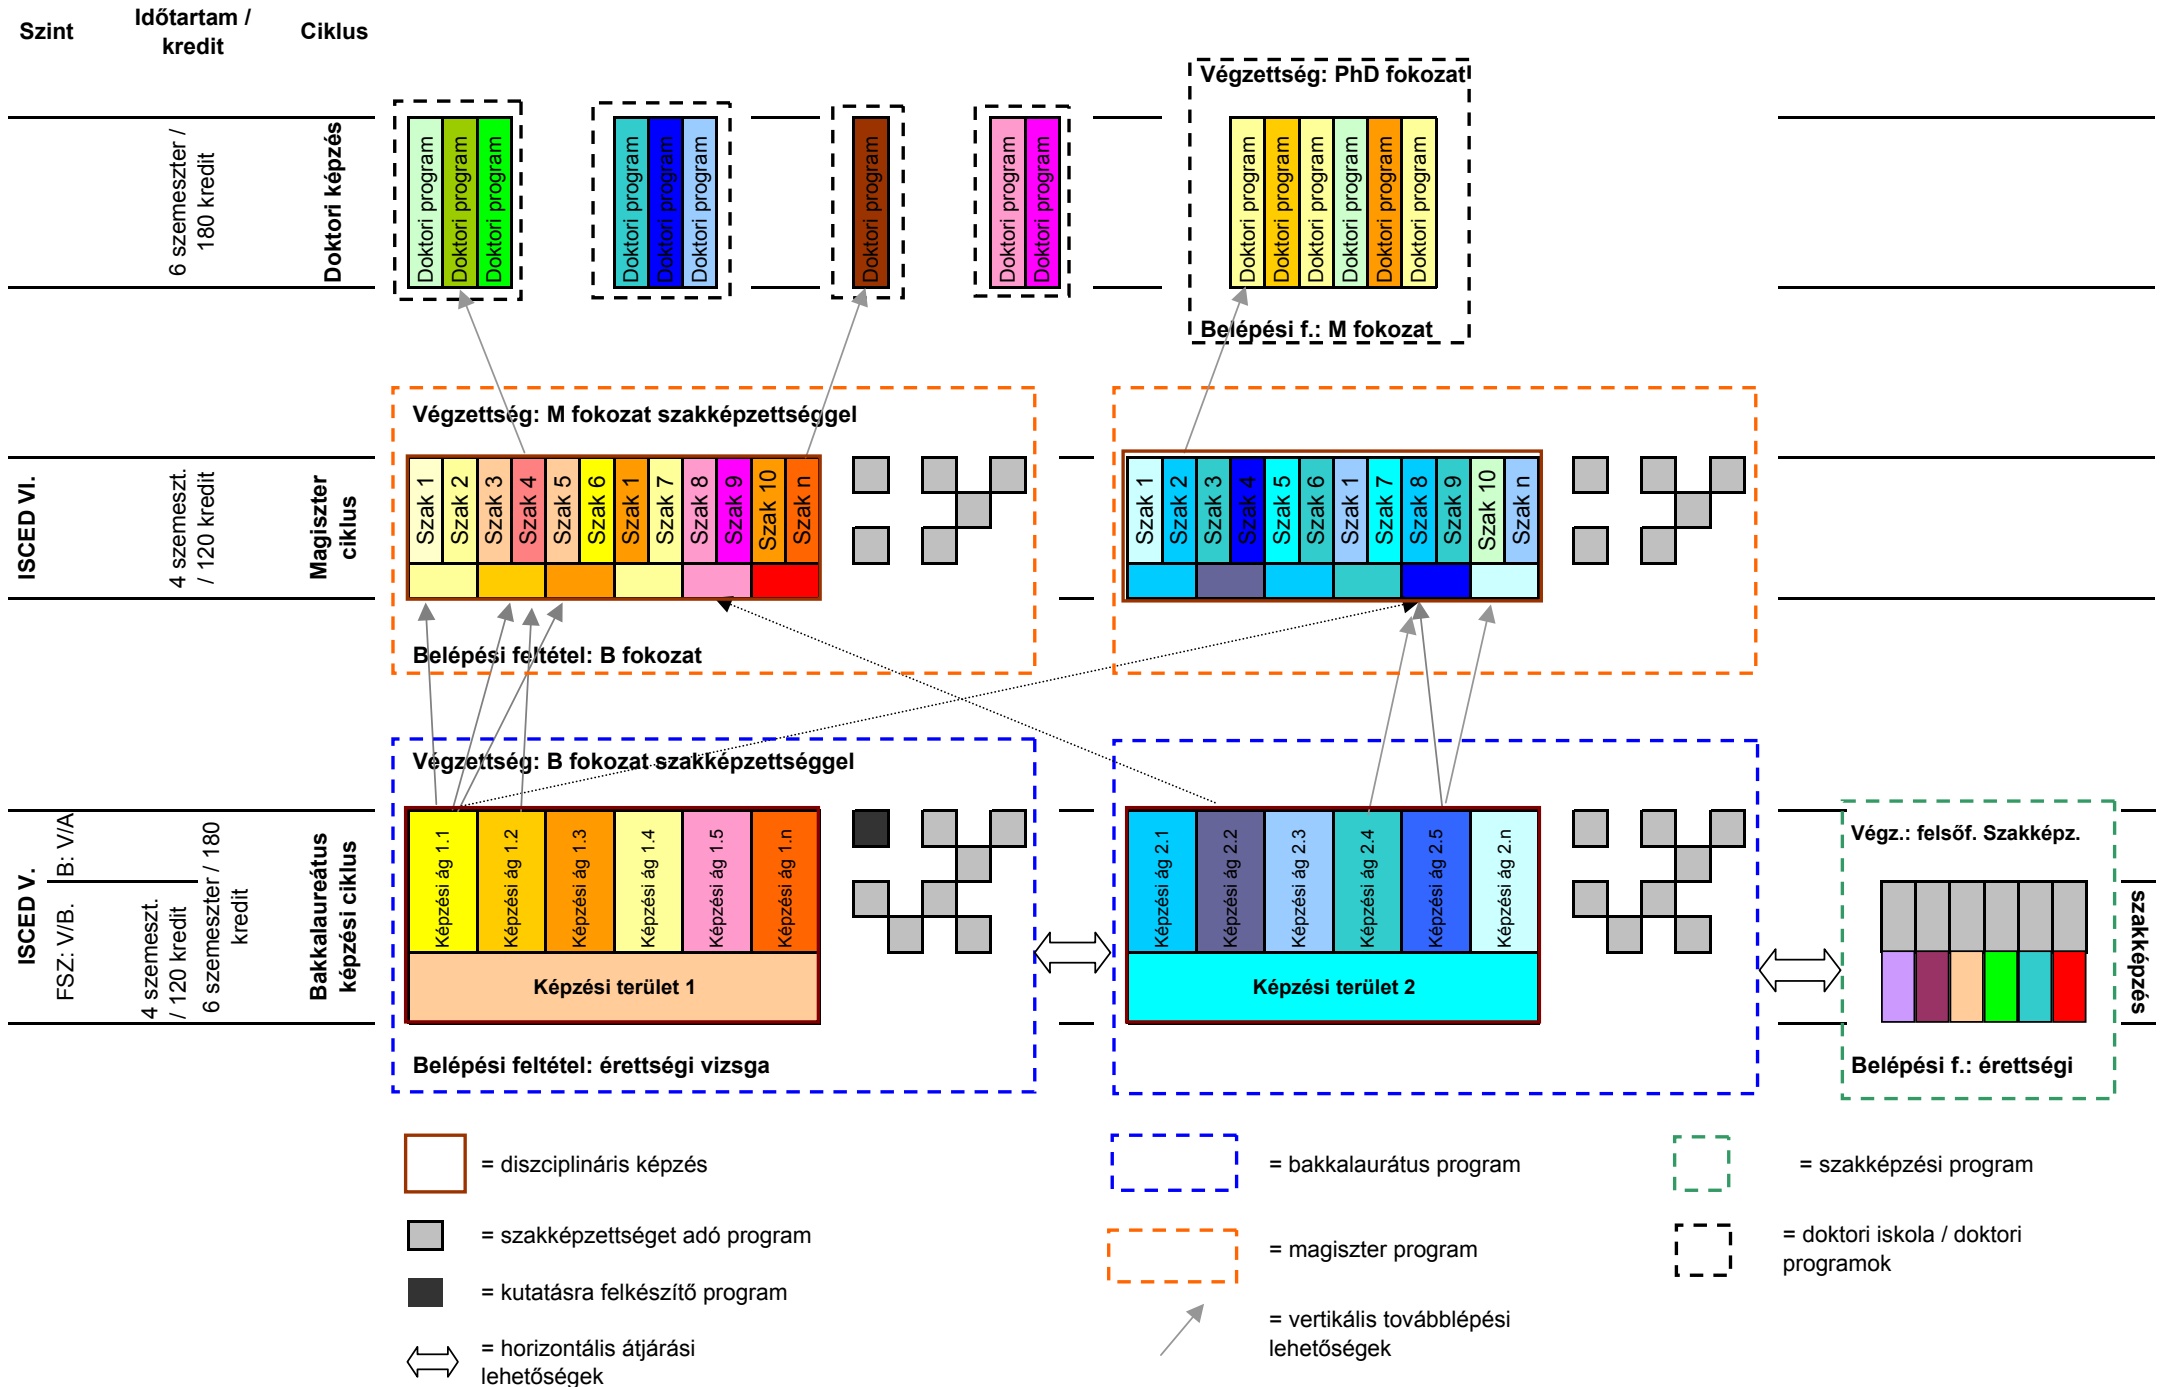 Szint
Időtartam /
kredit
Ciklus
6 szemeszter /
180 kredit
Doktori képzés
Doktori program
Doktori program
Doktori program
Doktori program
Doktori program
Doktori program
Doktori program
Doktori program
Doktori program
Végzettség: PhD fokozat
Doktori program
Doktori program
Doktori program
Doktori program
Doktori program
Doktori program
Belépési f.: M fokozat
ISCED VI.
4 szemeszt.
/ 120 kredit
Magiszter
ciklus
Végzettség: M fokozat szakképzettséggel
Szak 1
Szak 2
Szak 3
Szak 4
Szak 5
Szak 6
Szak 1
Szak 7
Szak 8
Szak 9
Szak 10
Szak n
Belépési feltétel: B fokozat
Szak 1
Szak 2
Szak 3
Szak 4
Szak 5
Szak 6
Szak 1
Szak 7
Szak 8
Szak 9
Szak 10
Szak n
ISCED V.
FSZ: V/B.
B: V/A
4 szemeszt.
/ 120 kredit
6 szemeszter / 180
kredit
Bakkalaureátus
képzési ciklus
Végzettség: B fokozat szakképzettséggel
Képzési ág 1.1
Képzési ág 1.2
Képzési ág 1.3
Képzési ág 1.4
Képzési ág 1.5
Képzési ág 1.n
Képzési terület 1
Belépési feltétel: érettségi vizsga
Képzési ág 2.1
Képzési ág 2.2
Képzési ág 2.3
Képzési ág 2.4
Képzési ág 2.5
Képzési ág 2.n
Képzési terület 2
Végz.: felsőf. Szakképz.
Belépési f.: érettségi
szakképzés
= diszciplináris képzés
= szakképzettséget adó program
= kutatásra felkészítő program
= horizontális átjárási
lehetőségek
= bakkalaurátus program
= magiszter program
= vertikális továbblépési
lehetőségek
= szakképzési program
= doktori iskola / doktori
programok